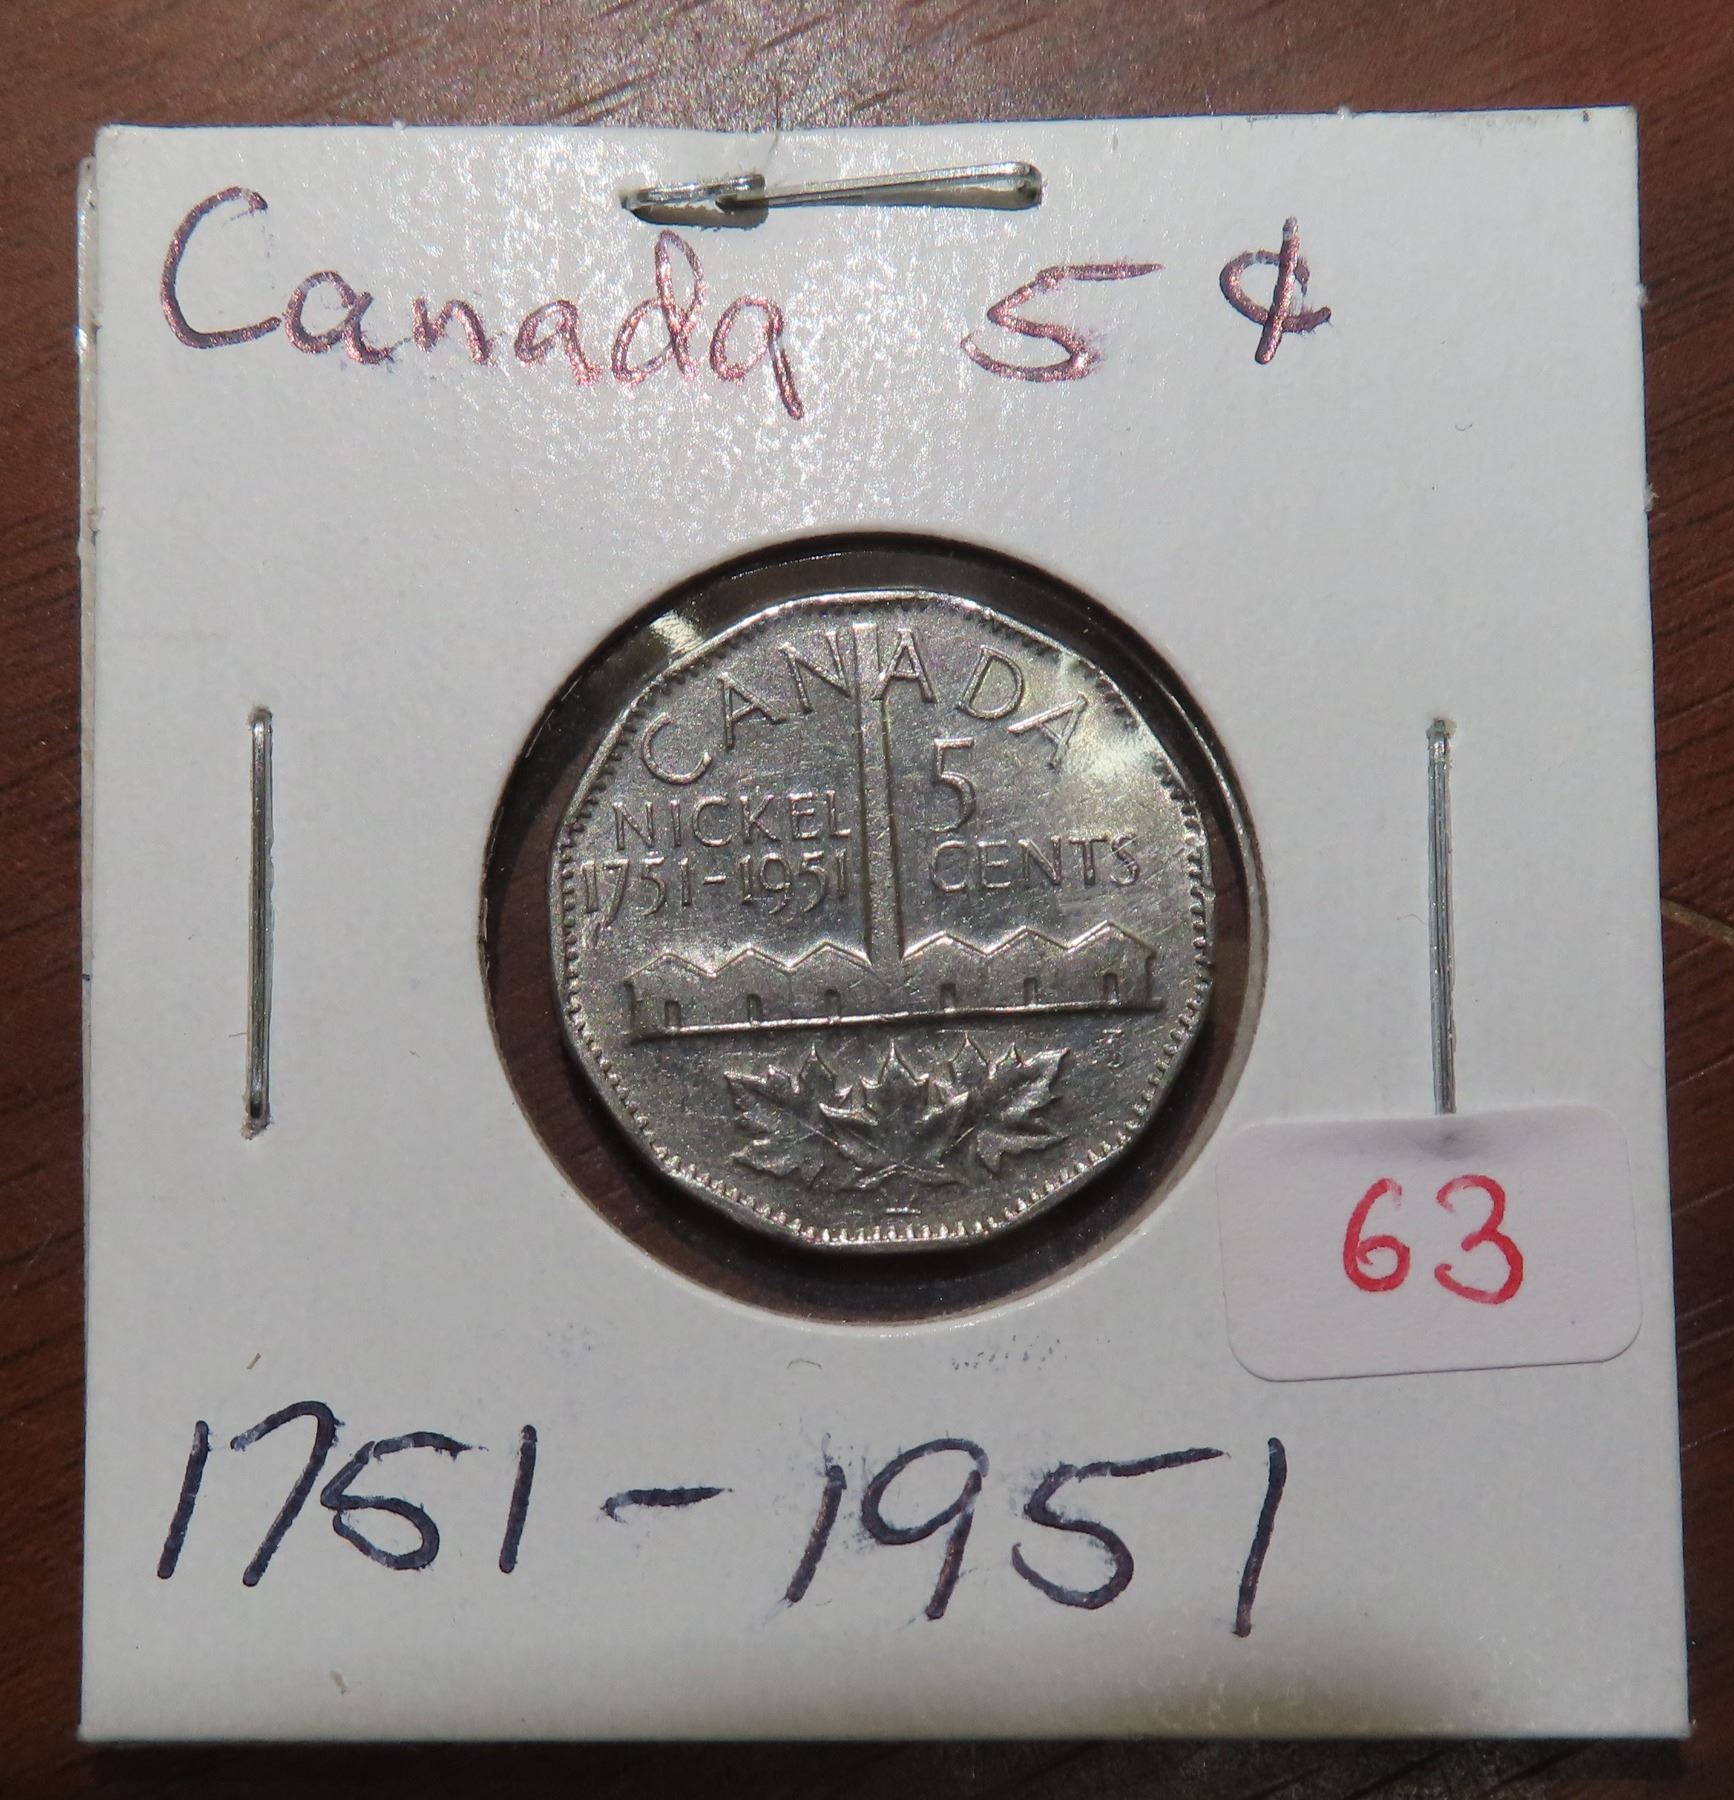 Canada 5 ¢
CANADA
5
NICKEL
CENTS
1751-1951
63
1751-1951